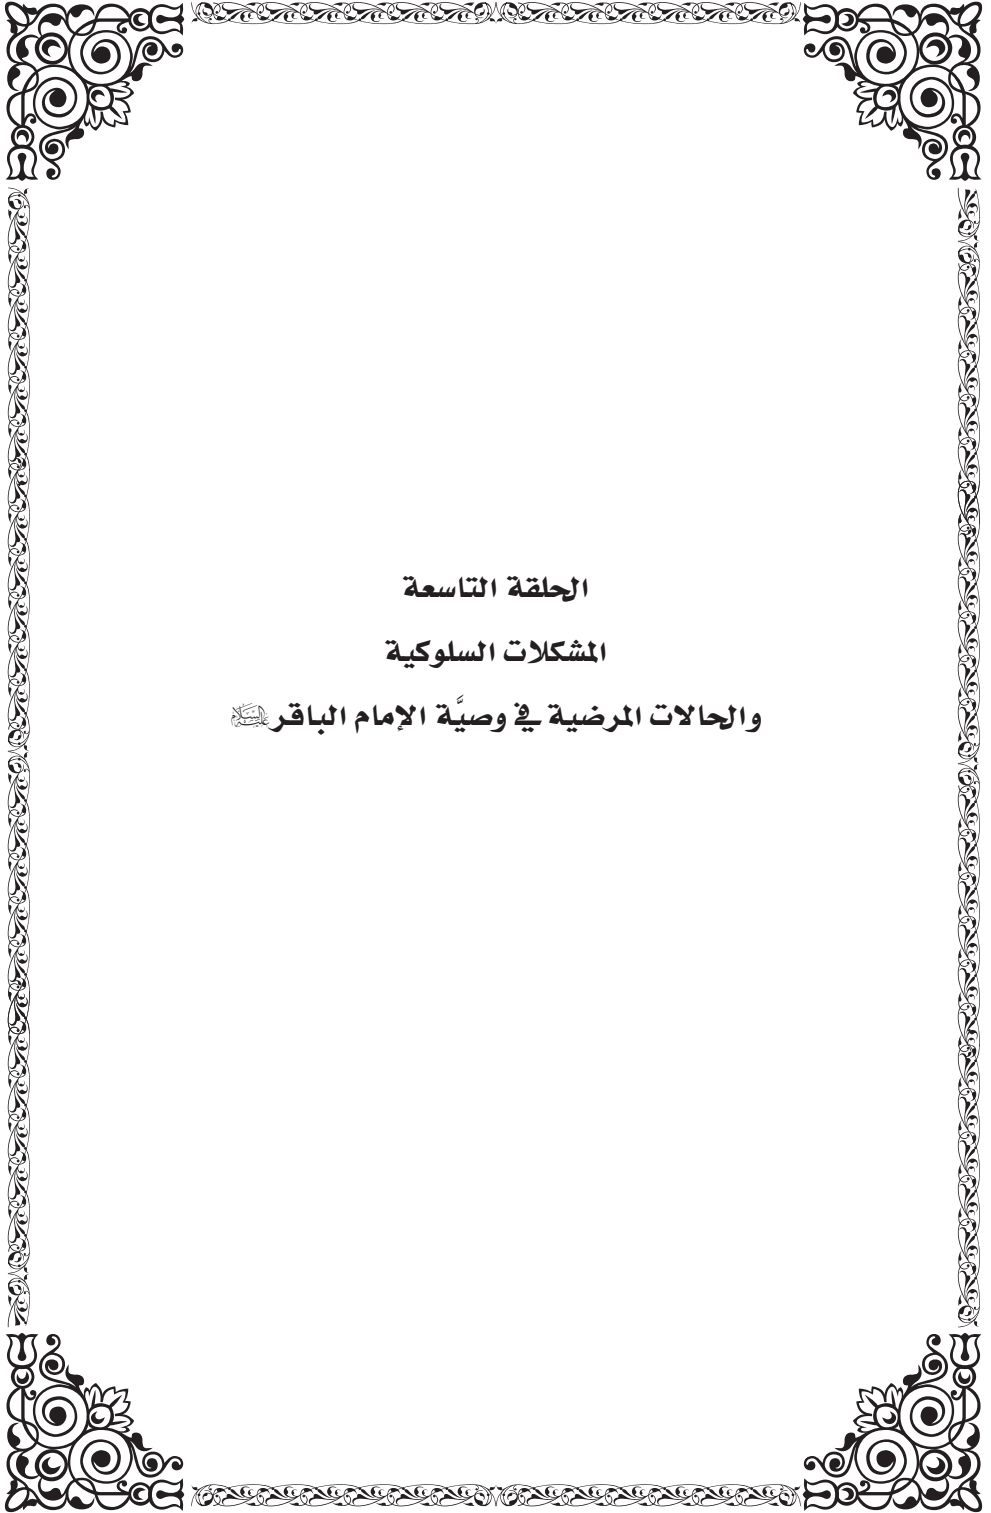 الحلقة التاسعة
المشكلات السلوكية
والحالات المرضية في وصيَّة الإمام الباقر عليه السلام